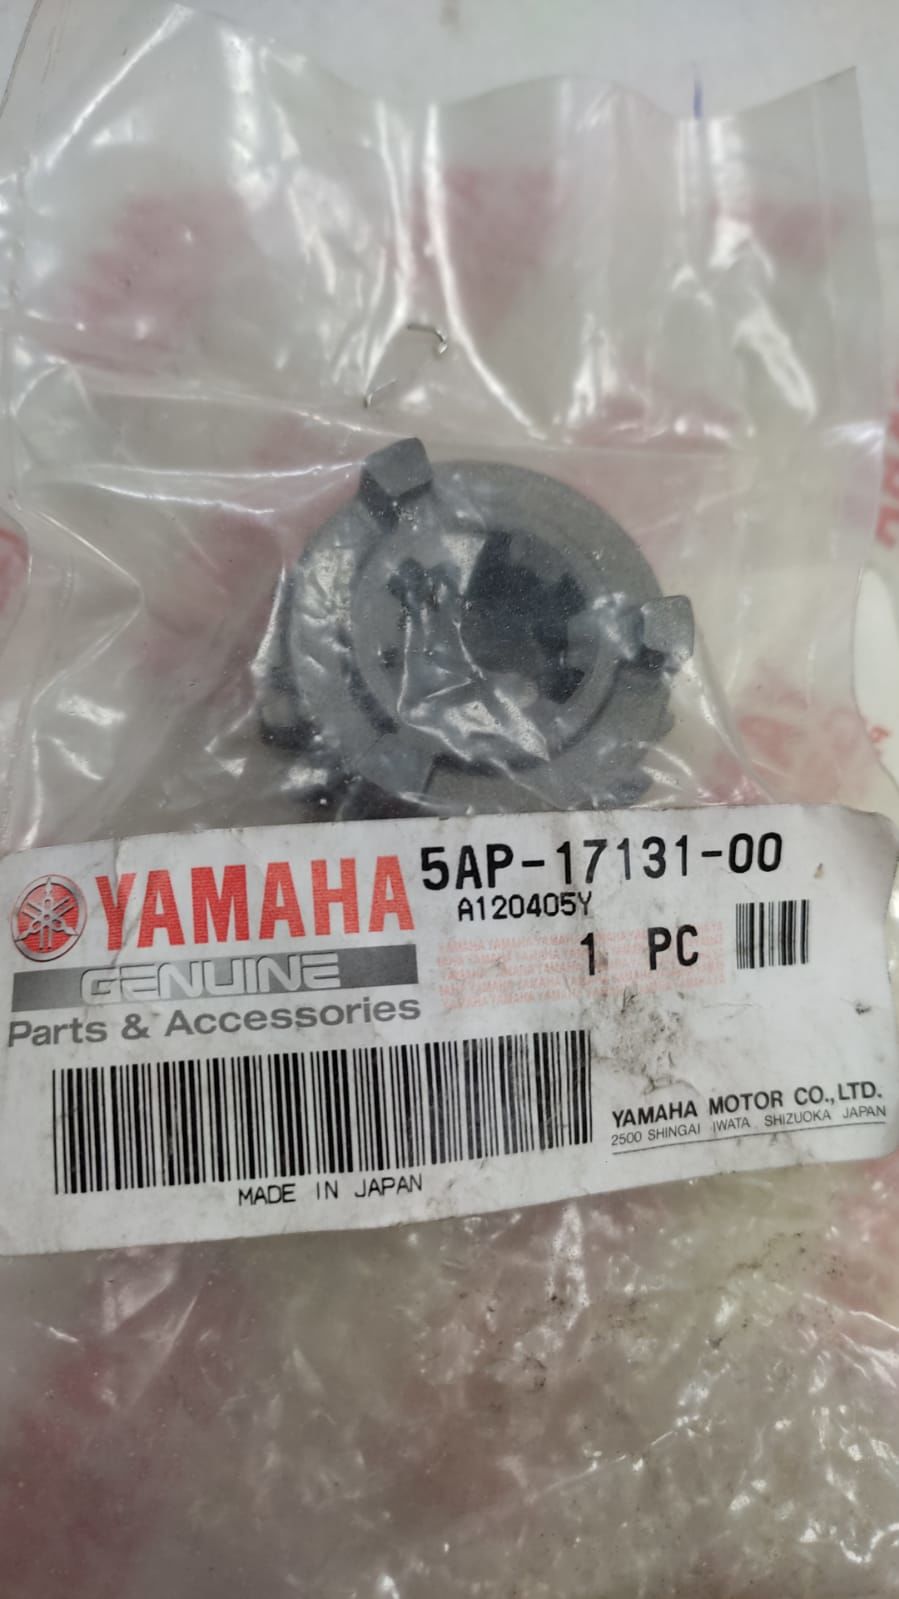 YAMAHA
GENUINE
Parts & Accessories
5AP-17131-00
A120405Y
1 PC
YAMAHA MOTOR CO.,LTD.
2500 SHINGAI IWATA SHIZUOKA JAPAN
MADE IN JAPAN